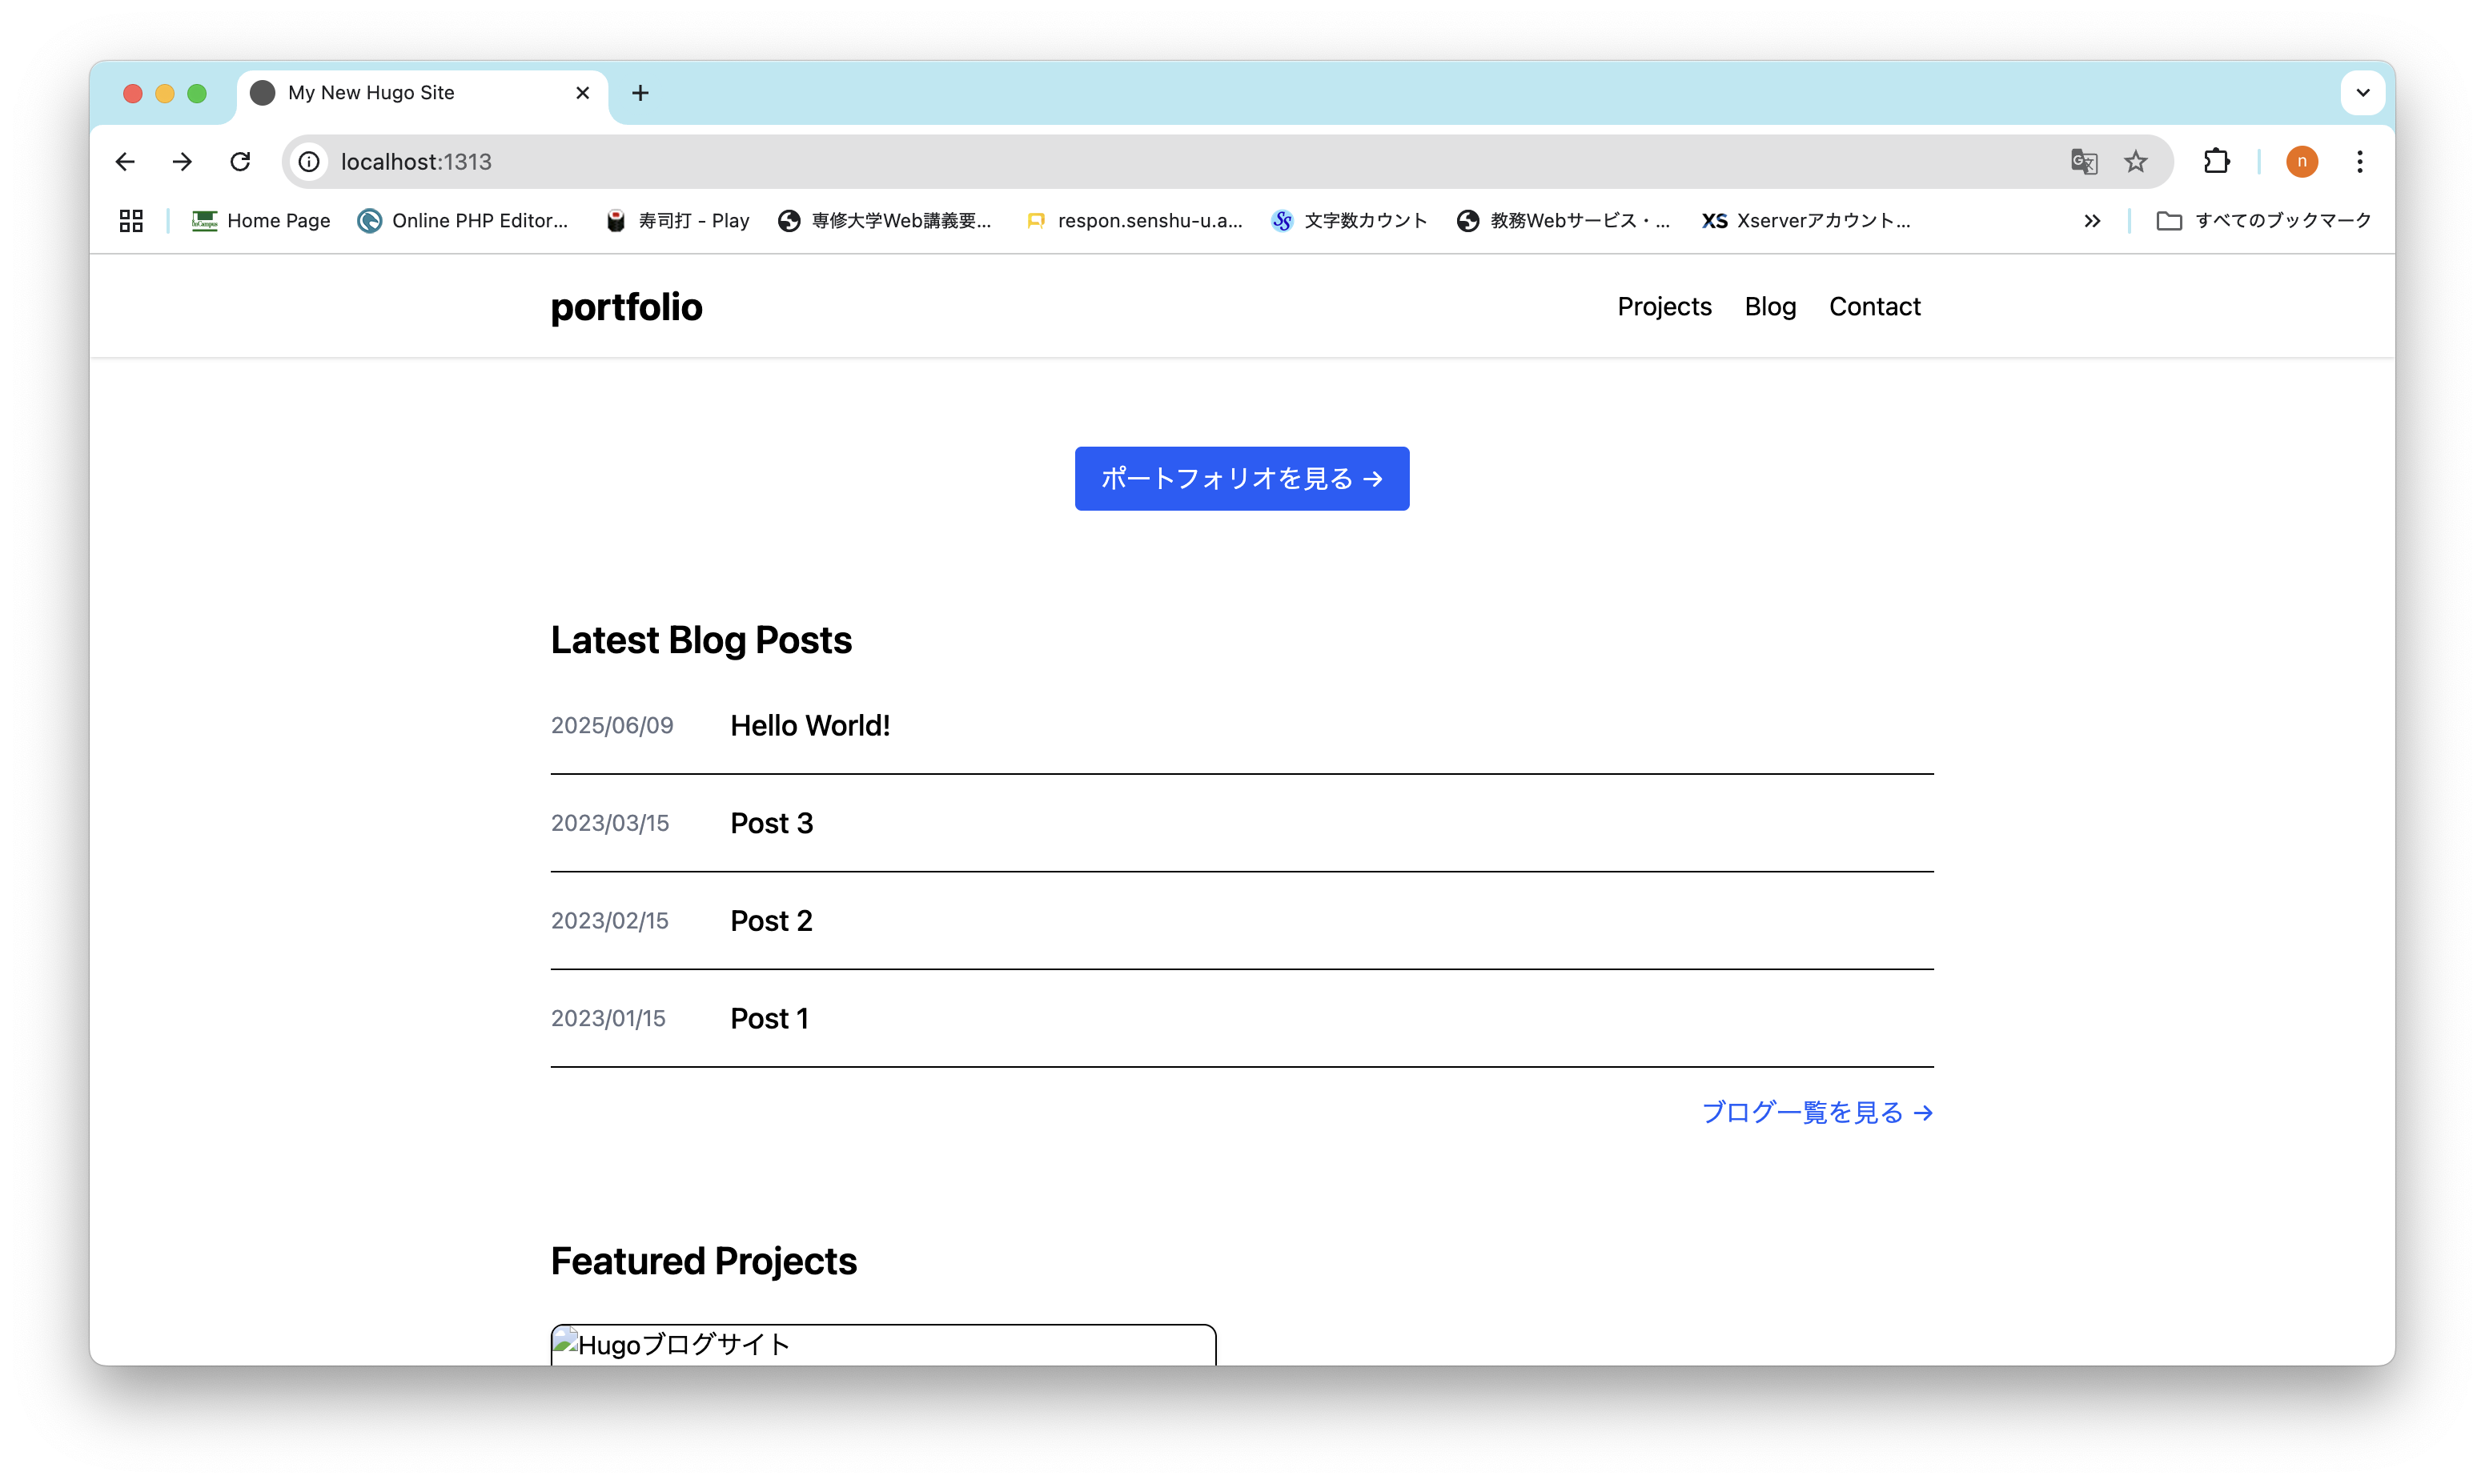 My New Hugo Site
localhost:1313
n
Home Page
Online PHP Editor...
寿司打 - Play
専修大学Web講義要...
respon.senshu-u.a...
文字数カウント
教務Webサービス・...
XS Xserverアカウント...
すべてのブックマーク
portfolio
Projects Blog Contact
ポートフォリオを見る →
Latest Blog Posts
2025/06/09 Hello World!
2023/03/15 Post 3
2023/02/15 Post 2
2023/01/15 Post 1
ブログ一覧を見る →
Featured Projects
Hugoブログサイト